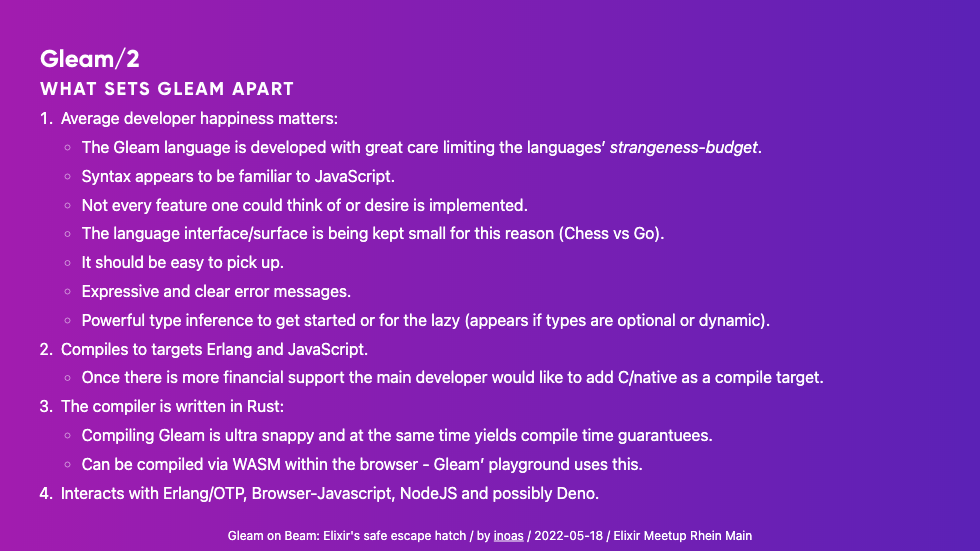 Gleam/2
WHAT SETS GLEAM APART
1. Average developer happiness matters:
◦ The Gleam language is developed with great care limiting the languages’ strangeness-budget.
◦ Syntax appears to be familiar to JavaScript.
◦ Not every feature one could think of or desire is implemented.
◦ The language interface/surface is being kept small for this reason (Chess vs Go).
◦ It should be easy to pick up.
◦ Expressive and clear error messages.
◦ Powerful type inference to get started or for the lazy (appears if types are optional or dynamic).
2. Compiles to targets Erlang and JavaScript.
◦ Once there is more financial support the main developer would like to add C/native as a compile target.
3. The compiler is written in Rust:
◦ Compiling Gleam is ultra snappy and at the same time yields compile time guarantuees.
◦ Can be compiled via WASM within the browser - Gleam’ playground uses this.
4. Interacts with Erlang/OTP, Browser-Javascript, NodeJS and possibly Deno.
Gleam on Beam: Elixir's safe escape hatch / by inoas / 2022-05-18 / Elixir Meetup Rhein Main